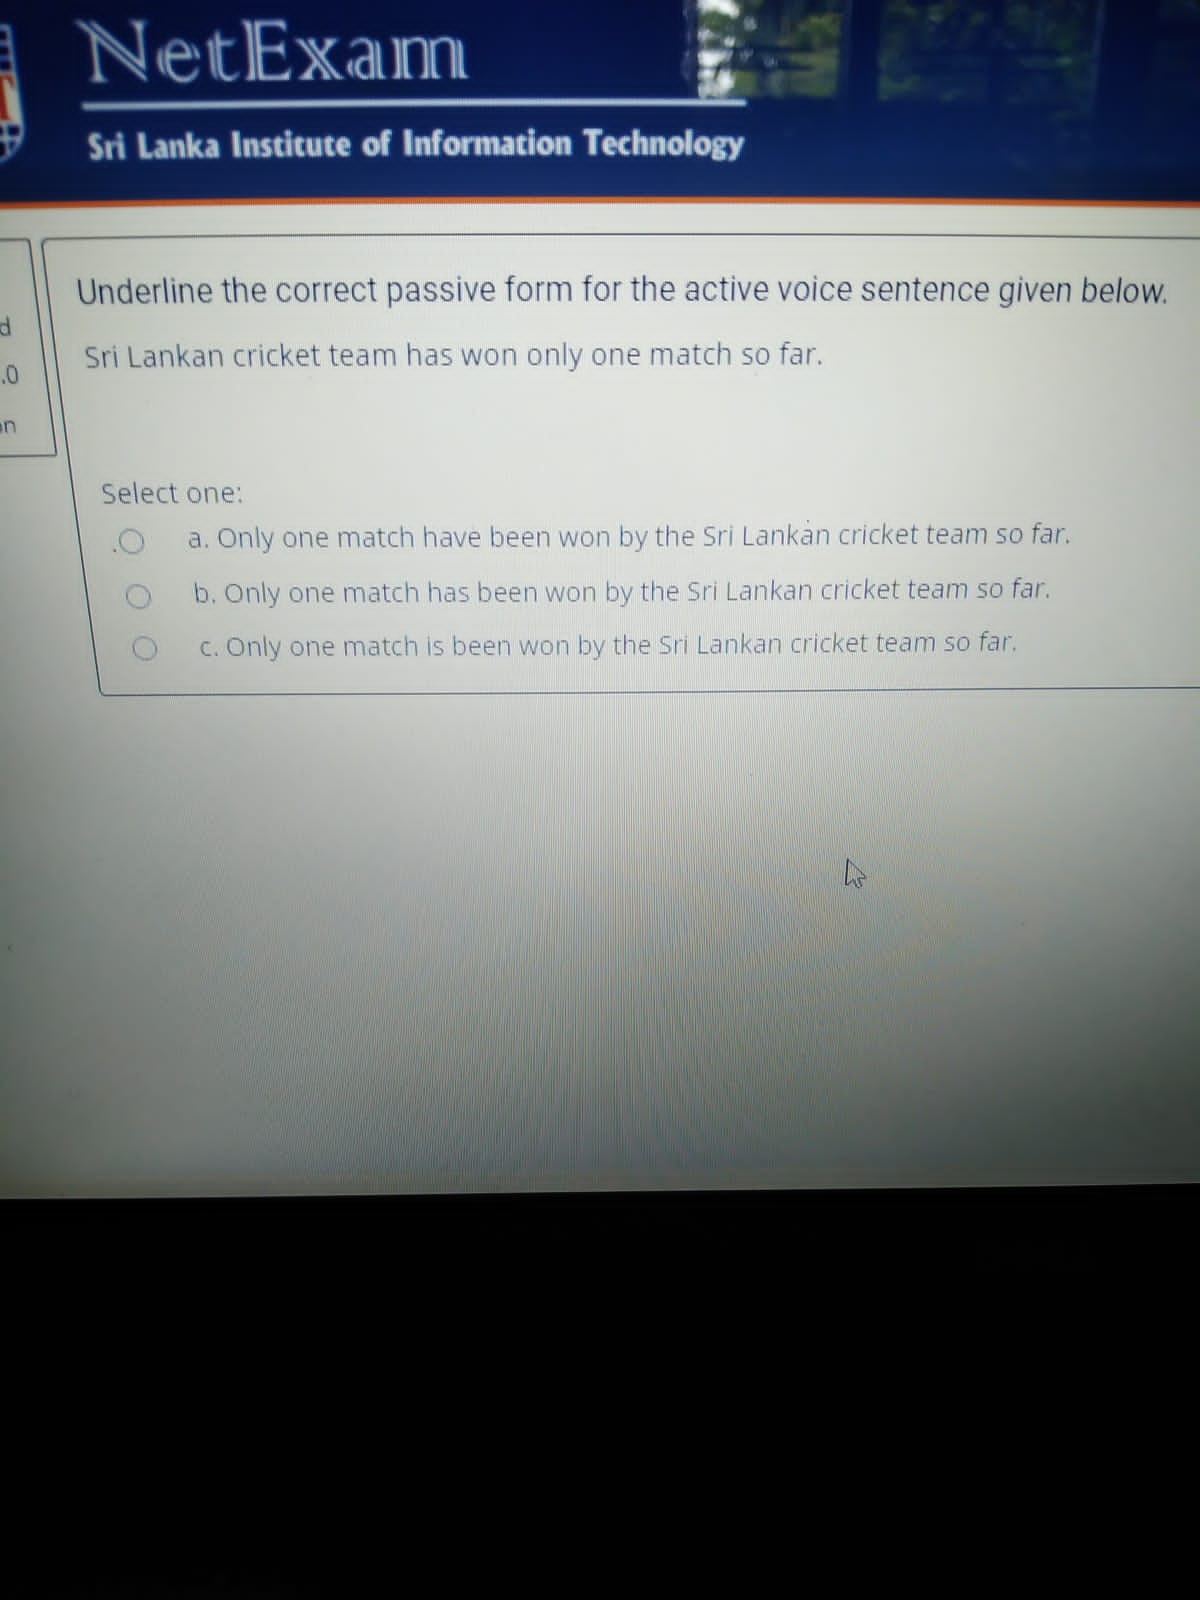 NetExam
Sri Lanka Institute of Information Technology
Underline the correct passive form for the active voice sentence given below.
d
Sri Lankan cricket team has won only one match so far.
.0
on
Select one:
a. Only one match have been won by the Sri Lankan cricket team so far.
b. Only one match has been won by the Sri Lankan cricket team so far.
c. Only one match is been won by the Sri Lankan cricket team so far.